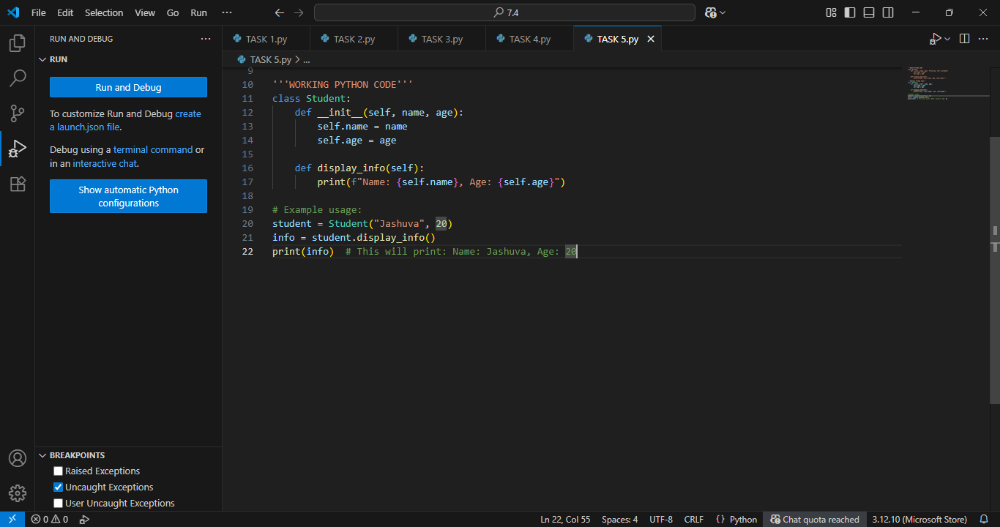 File Edit Selection View Go Run ···
7.4
RUN AND DEBUG ···
RUN
Run and Debug
To customize Run and Debug create
a launch.json file.
Debug using a terminal command or
in an interactive chat.
Show automatic Python
configurations
BREAKPOINTS
Raised Exceptions
Uncaught Exceptions
User Uncaught Exceptions
TASK 1.py TASK 2.py TASK 3.py TASK 4.py TASK 5.py
TASK 5.py > ...
9
10 '''WORKING PYTHON CODE'''
11 class Student:
12     def __init__(self, name, age):
13         self.name = name
14         self.age = age
15
16     def display_info(self):
17         print(f"Name: {self.name}, Age: {self.age}")
18
19 # Example usage:
20 student = Student("Jashuva", 20)
21 info = student.display_info()
22 print(info)  # This will print: Name: Jashuva, Age: 20
0 0 Ln 22, Col 55 Spaces: 4 UTF-8 CRLF {} Python Chat quota reached 3.12.10 (Microsoft Store)